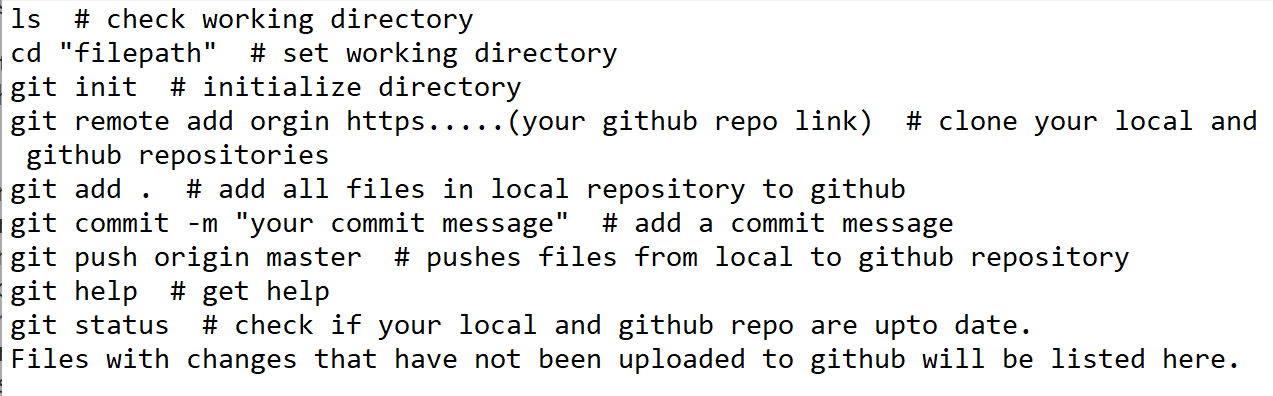 ls  # check working directory
cd "filepath"  # set working directory
git init  # initialize directory
git remote add orgin https.....(your github repo link)  # clone your local and
 github repositories
git add .  # add all files in local repository to github
git commit -m "your commit message"  # add a commit message
git push origin master  # pushes files from local to github repository
git help  # get help
git status  # check if your local and github repo are upto date.
Files with changes that have not been uploaded to github will be listed here.